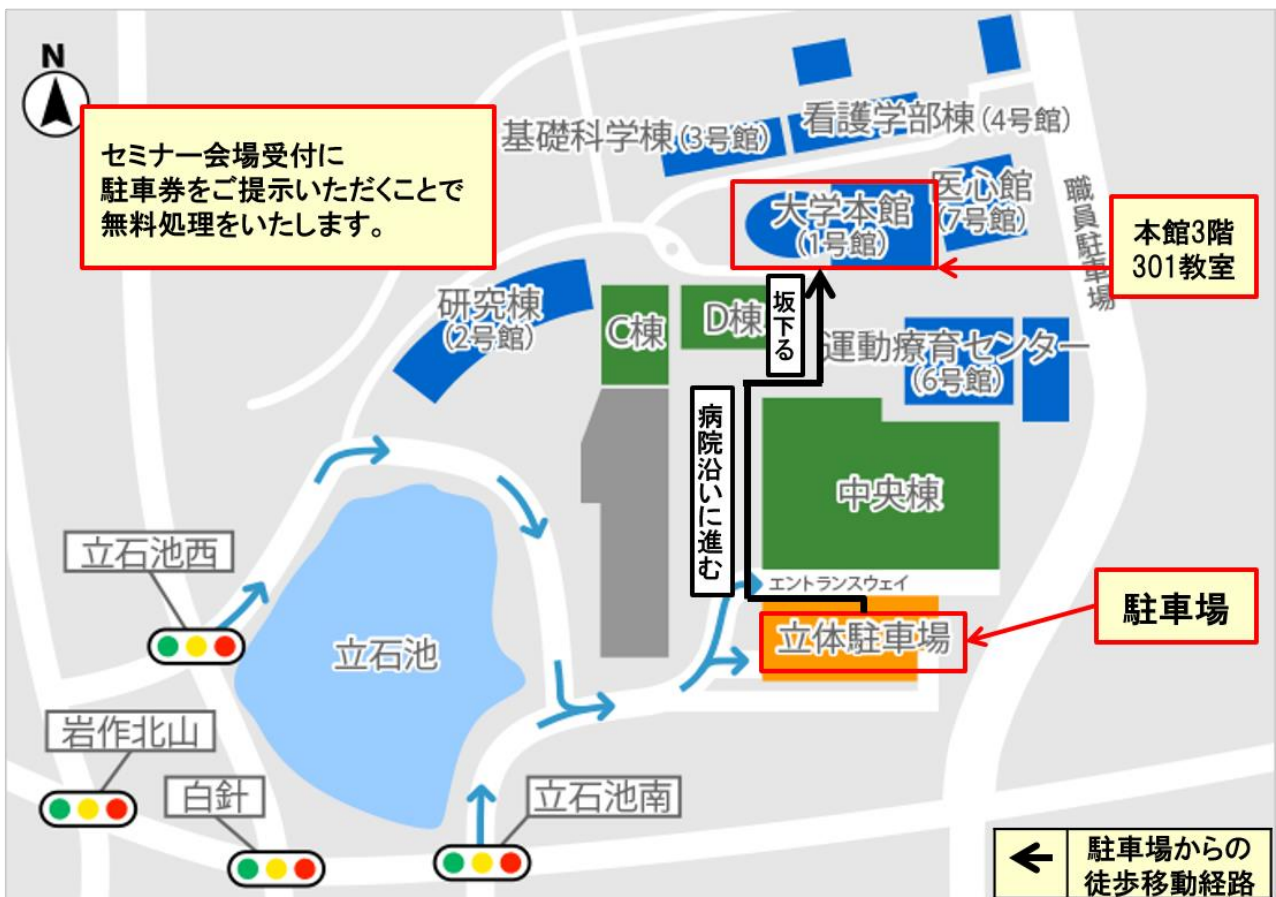 N
セミナー会場受付に
駐車券をご提示いただくことで
無料処理をいたします。
基礎科学棟(3号館)
看護学部棟(4号館)
大学本館
(1号館)
医心館
(7号館)
職員駐車場
本館3階
301教室
研究棟
(2号館)
C棟
D棟
坂下る
運動療育センター
(6号館)
病院沿いに進む
中央棟
エントランスウェイ
立体駐車場
駐車場
立石池西
立石池
岩作北山
白針
立石池南
駐車場からの
徒歩移動経路